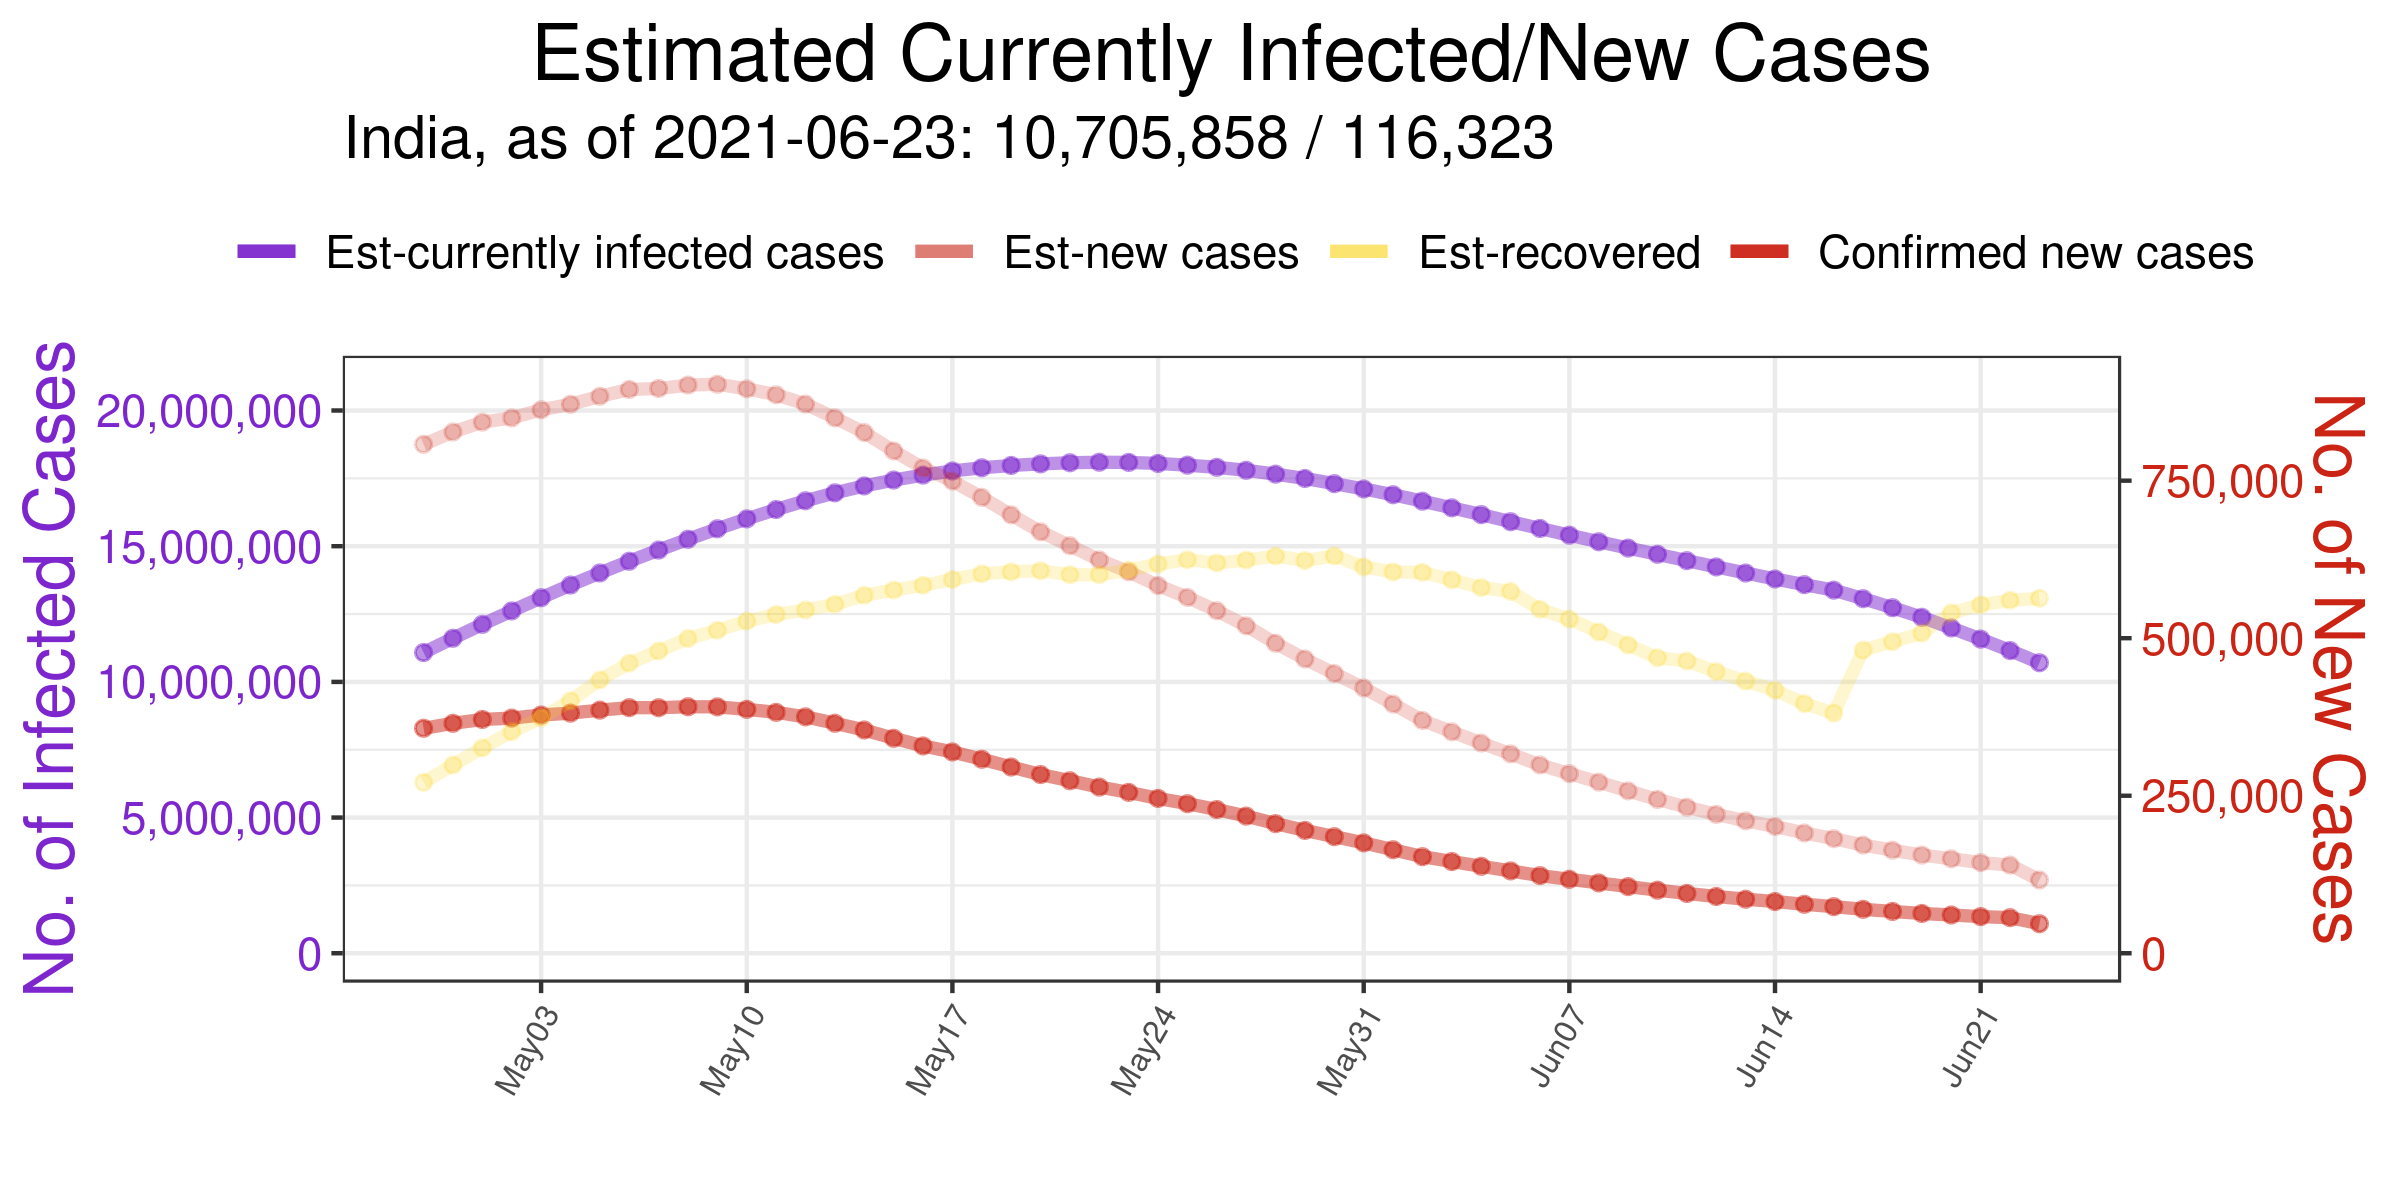 Estimated Currently Infected/New Cases
India, as of 2021-06-23: 10,705,858 / 116,323
Est-currently infected cases Est-new cases Est-recovered Confirmed new cases
No. of Infected Cases
20,000,000
15,000,000
10,000,000
5,000,000
0
750,000
500,000
250,000
0
No. of New Cases
May03 May10 May17 May24 May31 Jun07 Jun14 Jun21